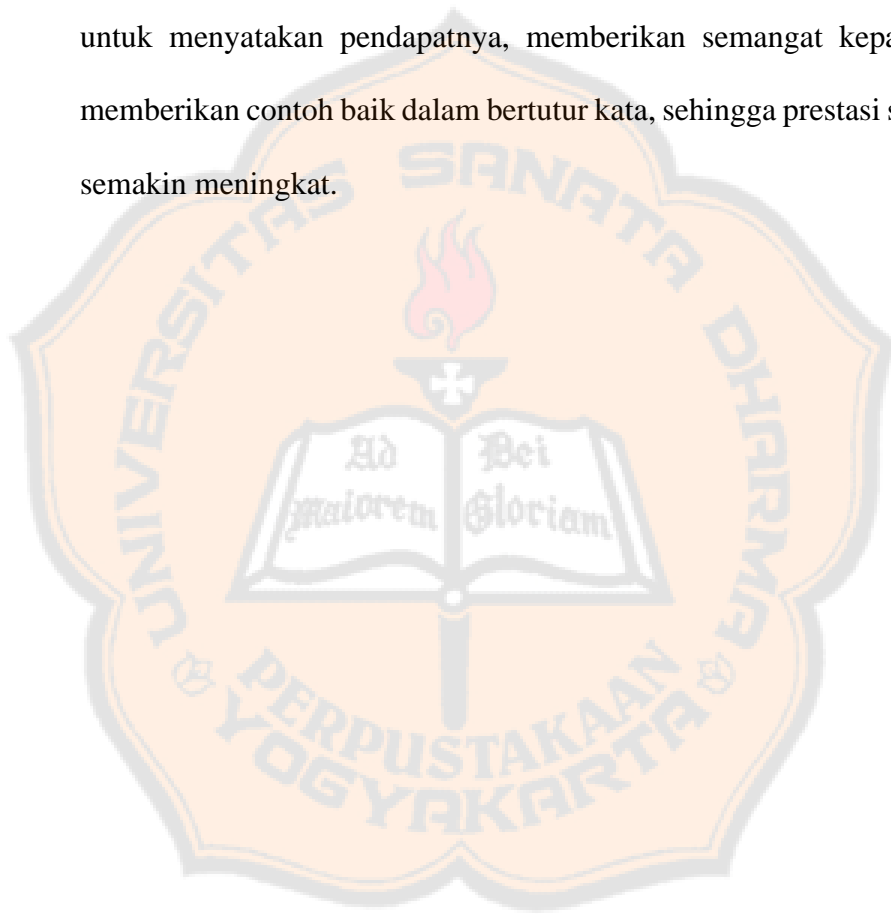 untuk menyatakan pendapatnya, memberikan semangat
memberikan contoh baik dalam bertutur kata, sehingga prestasi
semakin meningkat.
UNIVERSITAS SANATA DHARMA
Ad Dei
Maiorem Gloriam
PERPUSTAKAAN
YOGYAKARTA